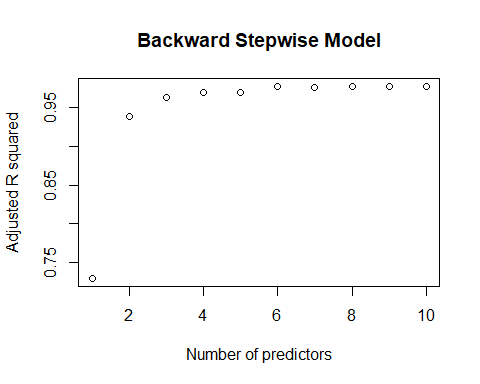 Backward Stepwise Model
Adjusted R squared
0.95
0.85
0.75
2 4 6 8 10
Number of predictors